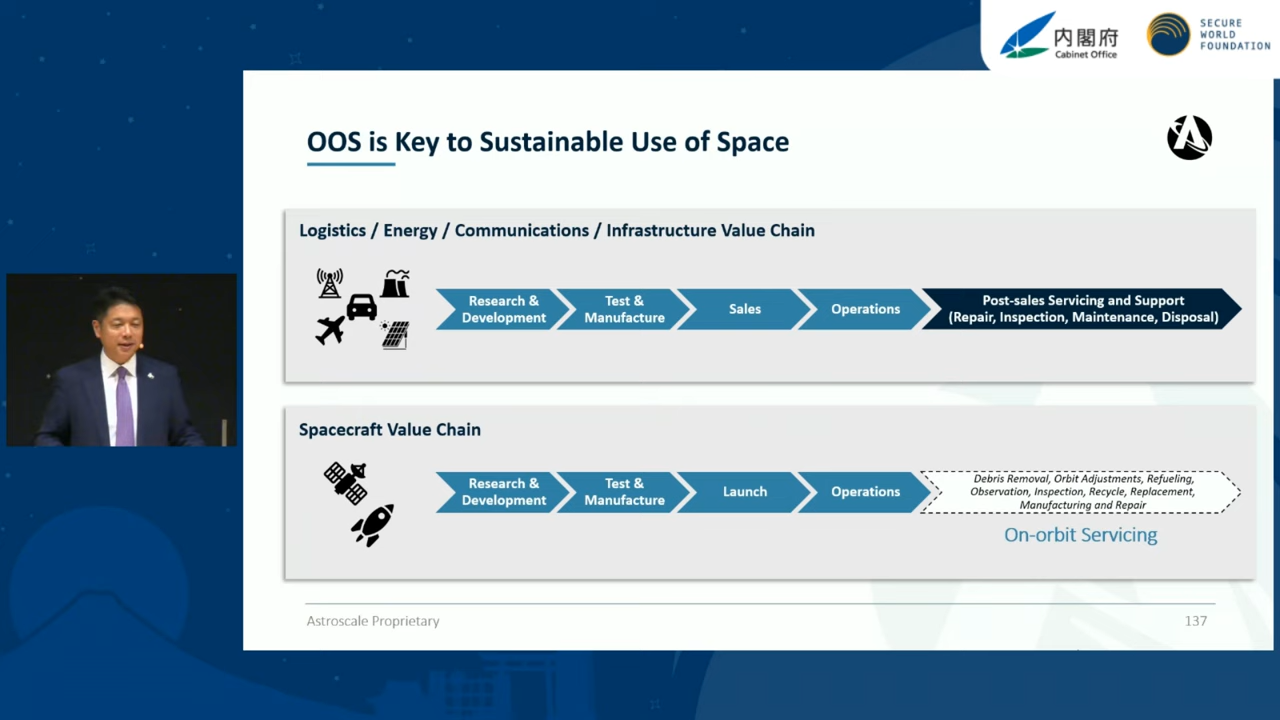 内閣府
Cabinet Office
SECURE
WORLD
FOUNDATION
OOS is Key to Sustainable Use of Space
Logistics / Energy / Communications / Infrastructure Value Chain
Research &
Development
Test &
Manufacture
Sales
Operations
Post-sales Servicing and Support
(Repair, Inspection, Maintenance, Disposal)
Spacecraft Value Chain
Research &
Development
Test &
Manufacture
Launch
Operations
Debris Removal, Orbit Adjustments, Refueling,
Observation, Inspection, Recycle, Replacement,
Manufacturing and Repair
On-orbit Servicing
Astroscale Proprietary
137